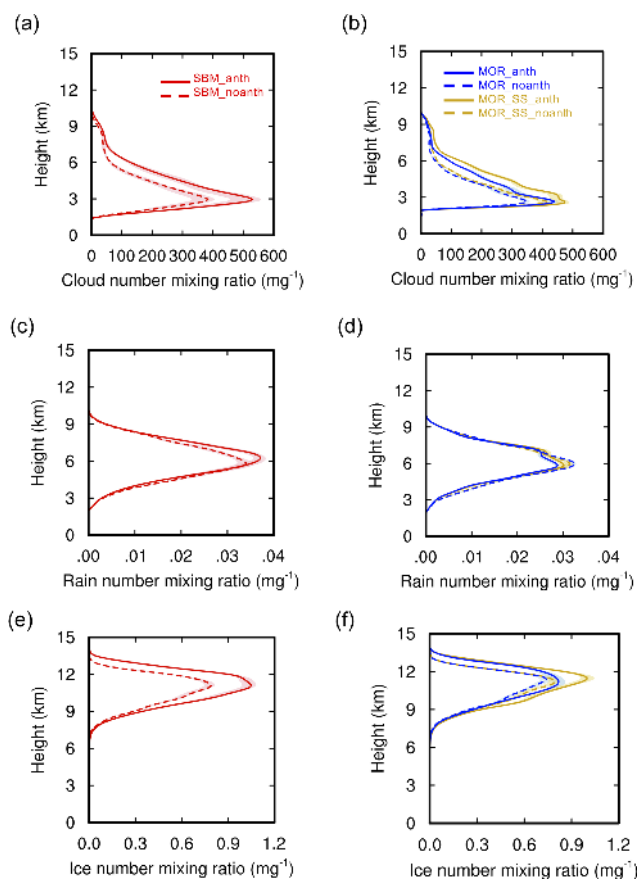 (a)
15
SBM_anth
SBM_noanth
12
9
6
3
0
Height (km)
0 100 200 300 400 500 600
Cloud number mixing ratio (mg-1)
(b)
15
MOR_anth
MOR_noanth
MOR_SS_anth
MOR_SS_noanth
12
9
6
3
0
Height (km)
0 100 200 300 400 500 600
Cloud number mixing ratio (mg-1)
(c)
15
12
9
6
3
0
Height (km)
.00 .01 .02 .03 .04
Rain number mixing ratio (mg-1)
(d)
15
12
9
6
3
0
Height (km)
.00 .01 .02 .03 .04
Rain number mixing ratio (mg-1)
(e)
15
12
9
6
3
0
Height (km)
0.0 0.3 0.6 0.9 1.2
Ice number mixing ratio (mg-1)
(f)
15
12
9
6
3
0
Height (km)
0.0 0.3 0.6 0.9 1.2
Ice number mixing ratio (mg-1)